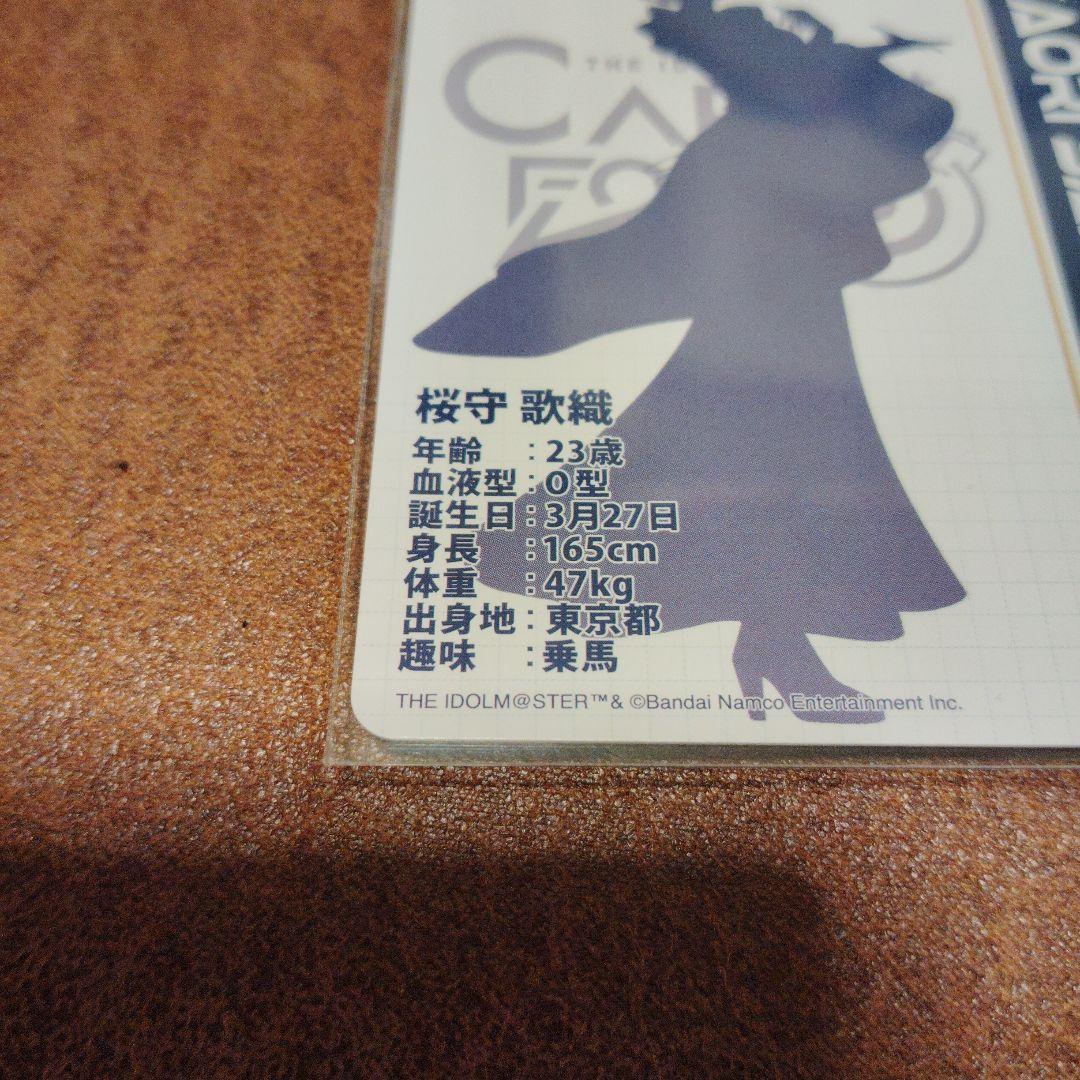 THE
桜守 歌織
年齢 : 23歳
血液型 : O型
誕生日 : 3月27日
身長 : 165cm
体重 : 47kg
出身地 : 東京都
趣味 : 乗馬
THE IDOLM@STER™& ©Bandai Namco Entertainment Inc.